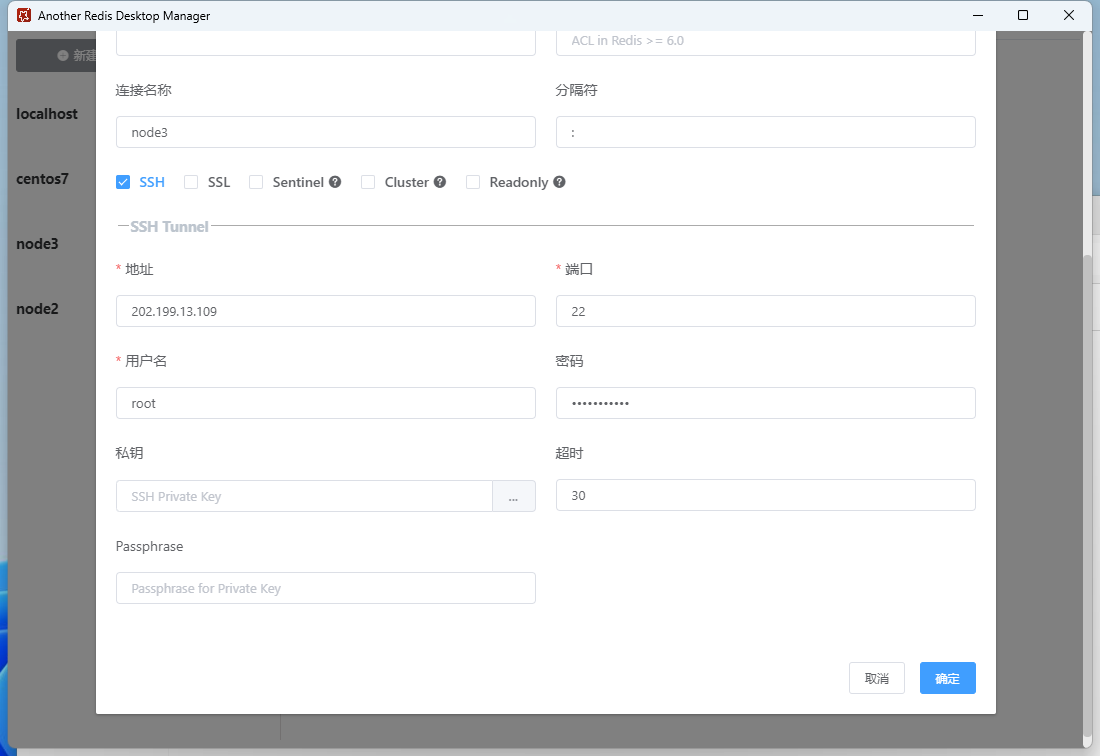 Another Redis Desktop Manager
新建
ACL in Redis >= 6.0
连接名称
分隔符
localhost
node3
:
centos7
SSH
SSL
Sentinel
Cluster
Readonly
SSH Tunnel
node3
* 地址
* 端口
202.199.13.109
22
node2
* 用户名
密码
root
•••••••••••
私钥
超时
SSH Private Key
...
30
Passphrase
Passphrase for Private Key
取消
确定